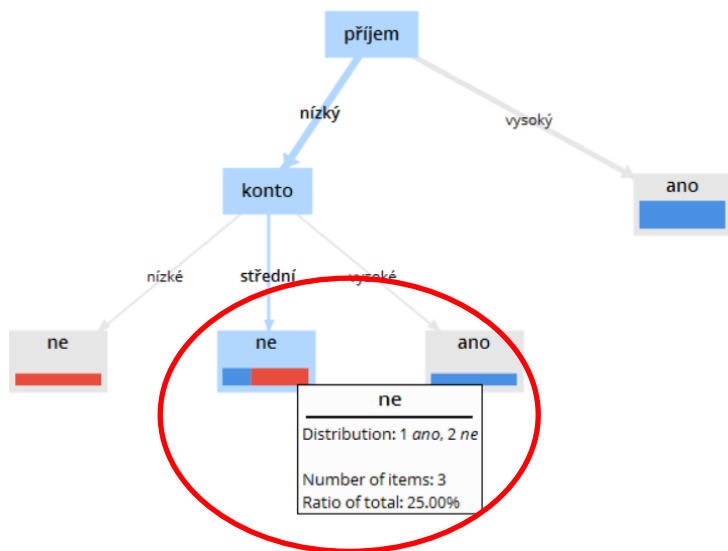 příjem
nízký
vysoký
konto
ano
nízké
střední
vysoké
ne
ne
ano
ne
Distribution: 1 ano, 2 ne
Number of items: 3
Ratio of total: 25.00%